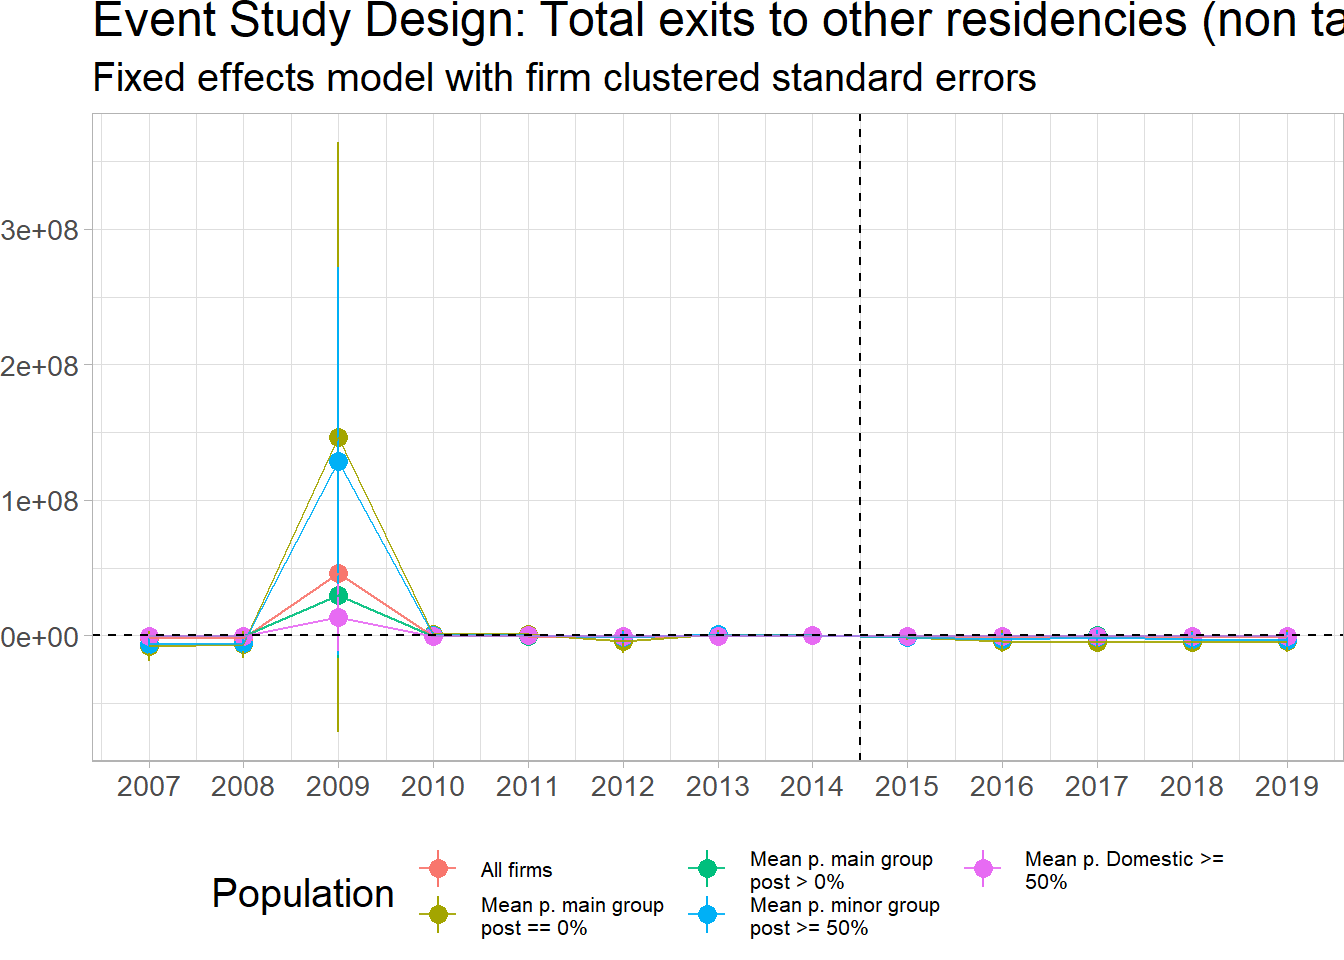 Event Study Design: Total exits to other residencies (non ta
Fixed effects model with firm clustered standard errors
3e+08
2e+08
1e+08
0e+00
2007 2008 2009 2010 2011 2012 2013 2014 2015 2016 2017 2018 2019
Population
All firms
Mean p. main group
post == 0%
Mean p. main group
post > 0%
Mean p. minor group
post >= 50%
Mean p. Domestic >=
50%